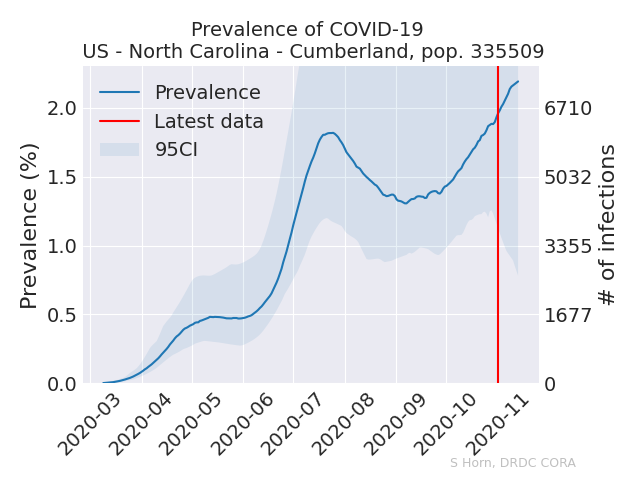 Prevalence of COVID-19
US - North Carolina - Cumberland, pop. 335509
Prevalence
Latest data
95CI
Prevalence (%)
2.0
1.5
1.0
0.5
0.0
6710
5032
3355
1677
0
# of infections
2020-03
2020-04
2020-05
2020-06
2020-07
2020-08
2020-09
2020-10
2020-11
S Horn, DRDC CORA